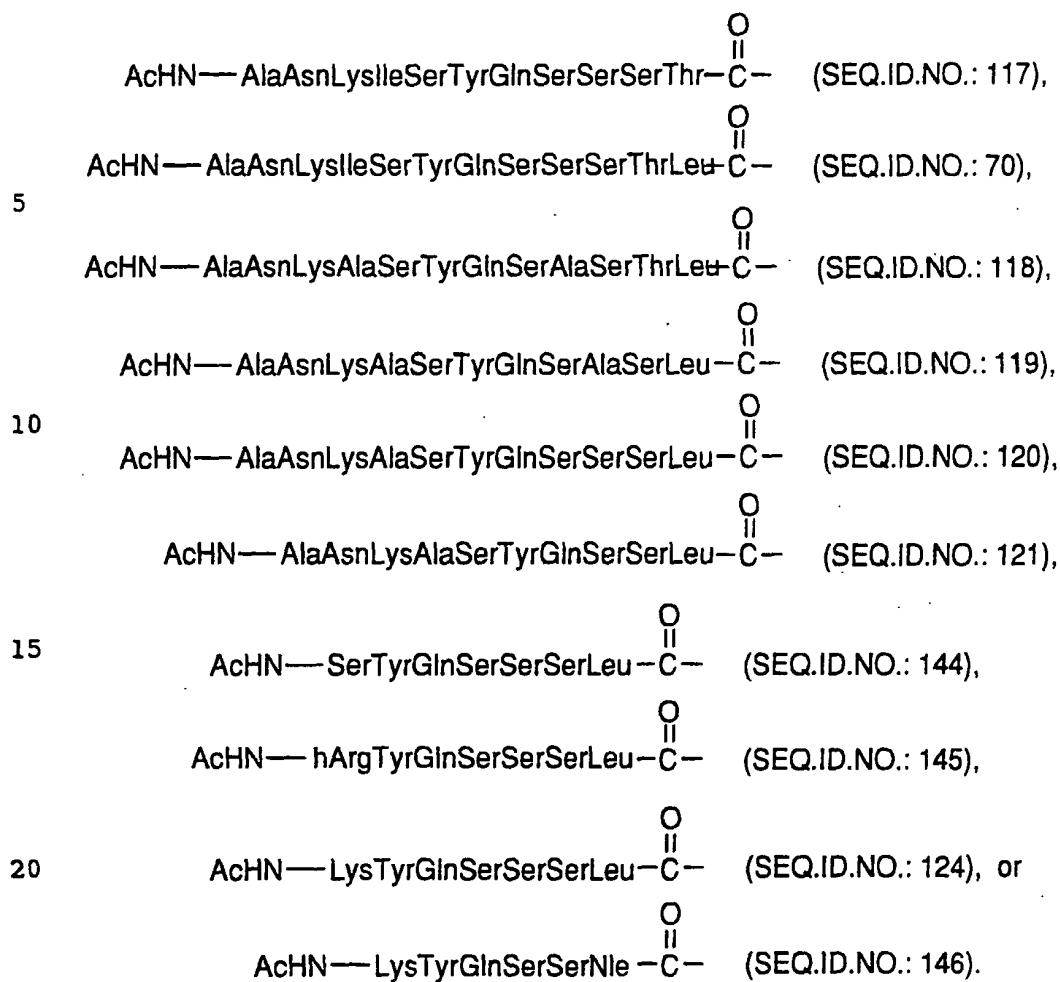 O
||
AcHN—AlaAsnLysIleSerTyrGlnSerSerSerThr–C– (SEQ.ID.NO.: 117),
O
||
AcHN—AlaAsnLysIleSerTyrGlnSerSerSerThrLeu–C– (SEQ.ID.NO.: 70),
5
O
||
AcHN—AlaAsnLysAlaSerTyrGlnSerAlaSerThrLeu–C– (SEQ.ID.NO.: 118),
O
||
AcHN—AlaAsnLysAlaSerTyrGlnSerAlaSerLeu–C– (SEQ.ID.NO.: 119),
10
O
||
AcHN—AlaAsnLysAlaSerTyrGlnSerSerSerLeu–C– (SEQ.ID.NO.: 120),
O
||
AcHN—AlaAsnLysAlaSerTyrGlnSerSerLeu–C– (SEQ.ID.NO.: 121),
15
O
||
AcHN—SerTyrGlnSerSerSerLeu–C– (SEQ.ID.NO.: 144),
O
||
AcHN—hArgTyrGlnSerSerSerLeu–C– (SEQ.ID.NO.: 145),
O
||
20 AcHN—LysTyrGlnSerSerSerLeu–C– (SEQ.ID.NO.: 124), or
O
||
AcHN—LysTyrGlnSerSerNle–C– (SEQ.ID.NO.: 146).